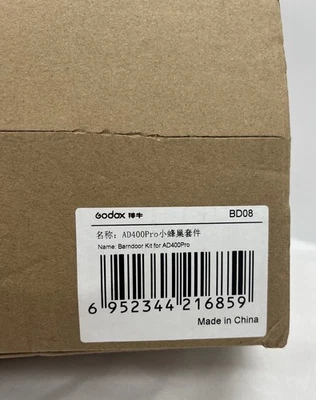 Godox 神牛 BD08
名称: AD400Pro小蜂巢套件
Name: Barndoor Kit for AD400Pro
6 952344 216859
Made in China